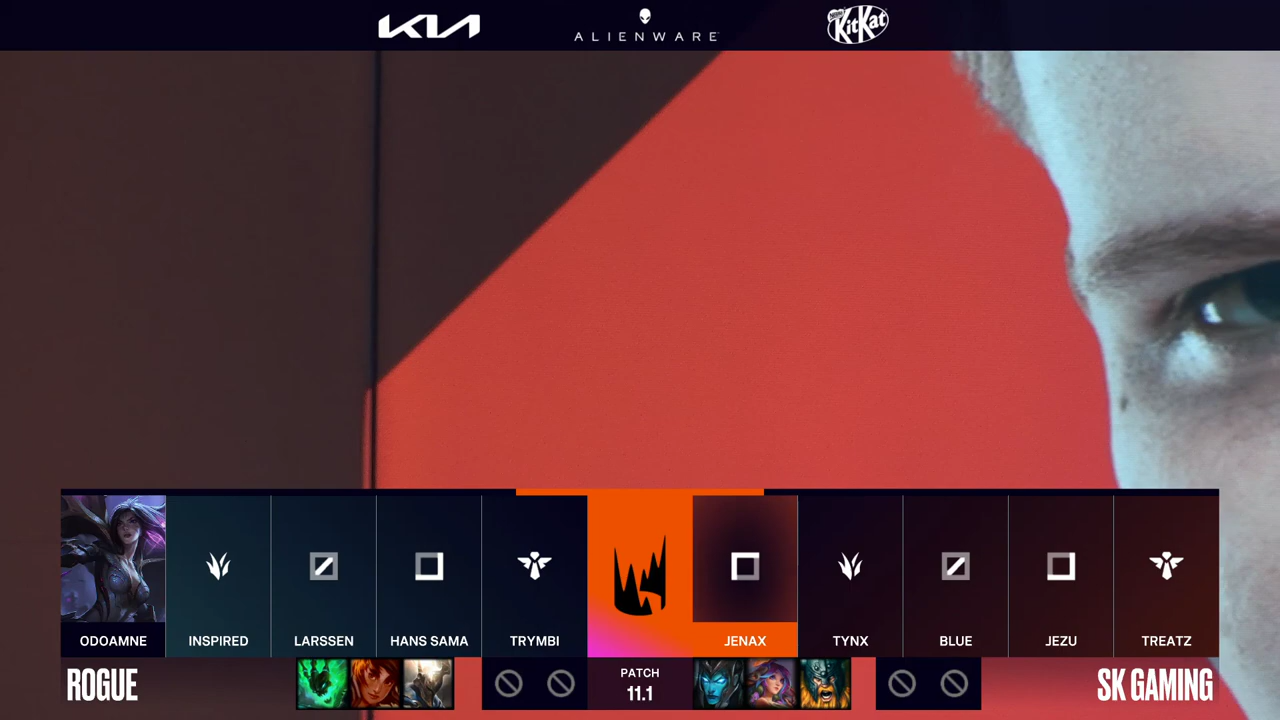 KIA
ALIENWARE
Nestlé
KitKat
ODOAMNE
INSPIRED
LARSSEN
HANS SAMA
TRYMBI
JENAX
TYNX
BLUE
JEZU
TREATZ
ROGUE
PATCH
11.1
SK GAMING